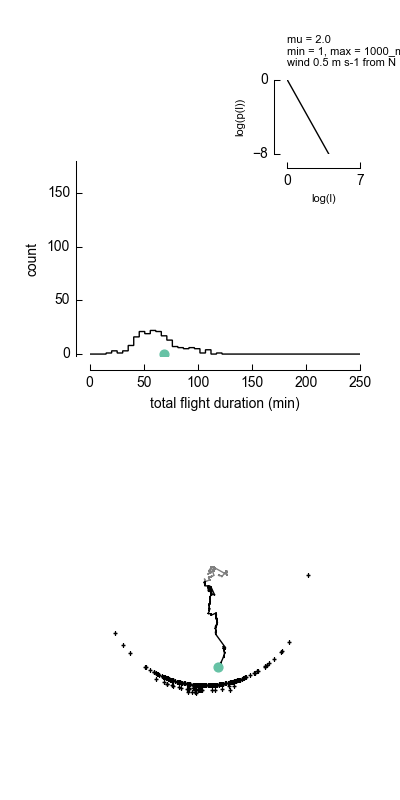 mu = 2.0
min = 1, max = 1000_m
wind 0.5 m s-1 from N
0
log(p(l))
−8
0 7
log(l)
150
100
count
50
0
0 50 100 150 200 250
total flight duration (min)